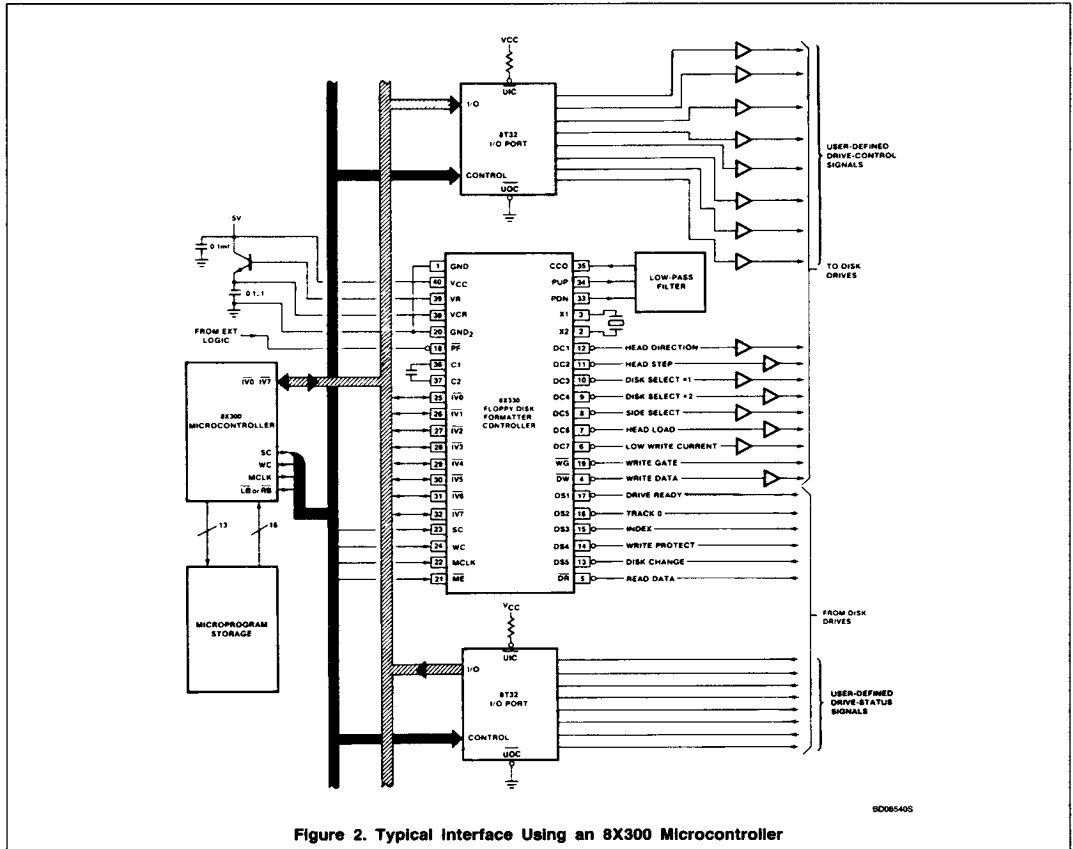 VCC
UIC
I/O
8T32
I/O PORT
CONTROL
UOC
USER-DEFINED
DRIVE-CONTROL
SIGNALS
TO DISK
DRIVES
5V
0 1mf
FROM EXT
LOGIC
1 GND
40 VCC
39 VR
38 VCR
20 GND2
18 PF
36 C1
37 C2
25 IV0
26 IV1
27 IV2
28 IV3
29 IV4
30 IV5
31 IV6
32 IV7
23 SC
24 WC
22 MCLK
21 ME
8X330
FLOPPY DISK
FORMATTER
CONTROLLER
CCO 35
PUP 34
PDN 33
X1 3
X2 2
LOW-PASS
FILTER
DC1 12 HEAD DIRECTION
DC2 11 HEAD STEP
DC3 10 DISK SELECT =1
DC4 9 DISK SELECT =2
DC5 8 SIDE SELECT
DC6 7 HEAD LOAD
DC7 6 LOW WRITE CURRENT
WG 19 WRITE GATE
DW 4 WRITE DATA
DS1 17 DRIVE READY
DS2 16 TRACK 0
DS3 15 INDEX
DS4 14 WRITE PROTECT
DS5 13 DISK CHANGE
DR 5 READ DATA
IV0 IV7
8X300
MICROCONTROLLER
SC
WC
MCLK
LB or RB
13
16
MICROPROGRAM
STORAGE
VCC
UIC
I/O
8T32
I/O PORT
CONTROL
UOC
FROM DISK
DRIVES
USER-DEFINED
DRIVE-STATUS
SIGNALS
BD08540S
Figure 2. Typical Interface Using an 8X300 Microcontroller